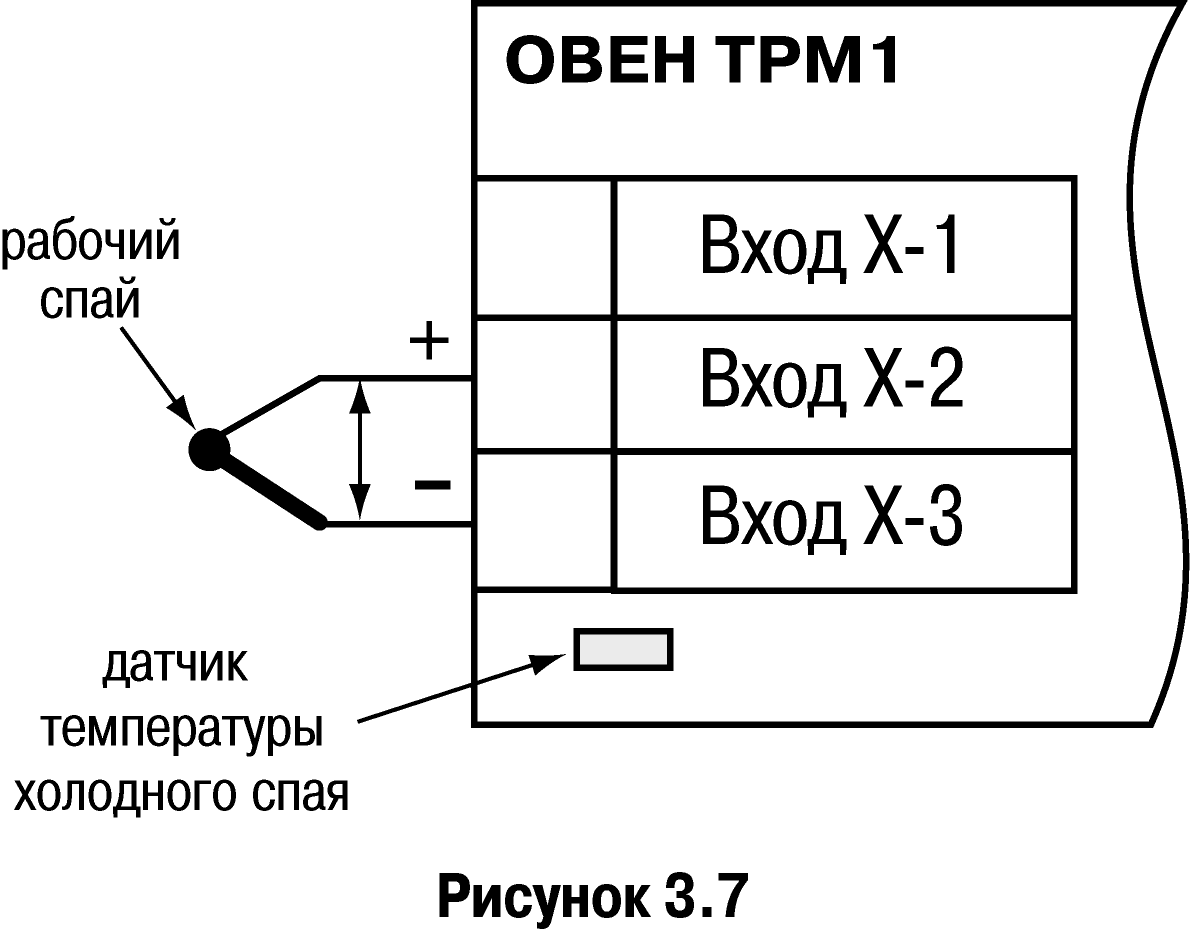 ОВЕН ТРМ1
Вход Х-1
рабочий
спай
+
Вход Х-2
–
Вход Х-3
датчик
температуры
холодного спая
Рисунок 3.7